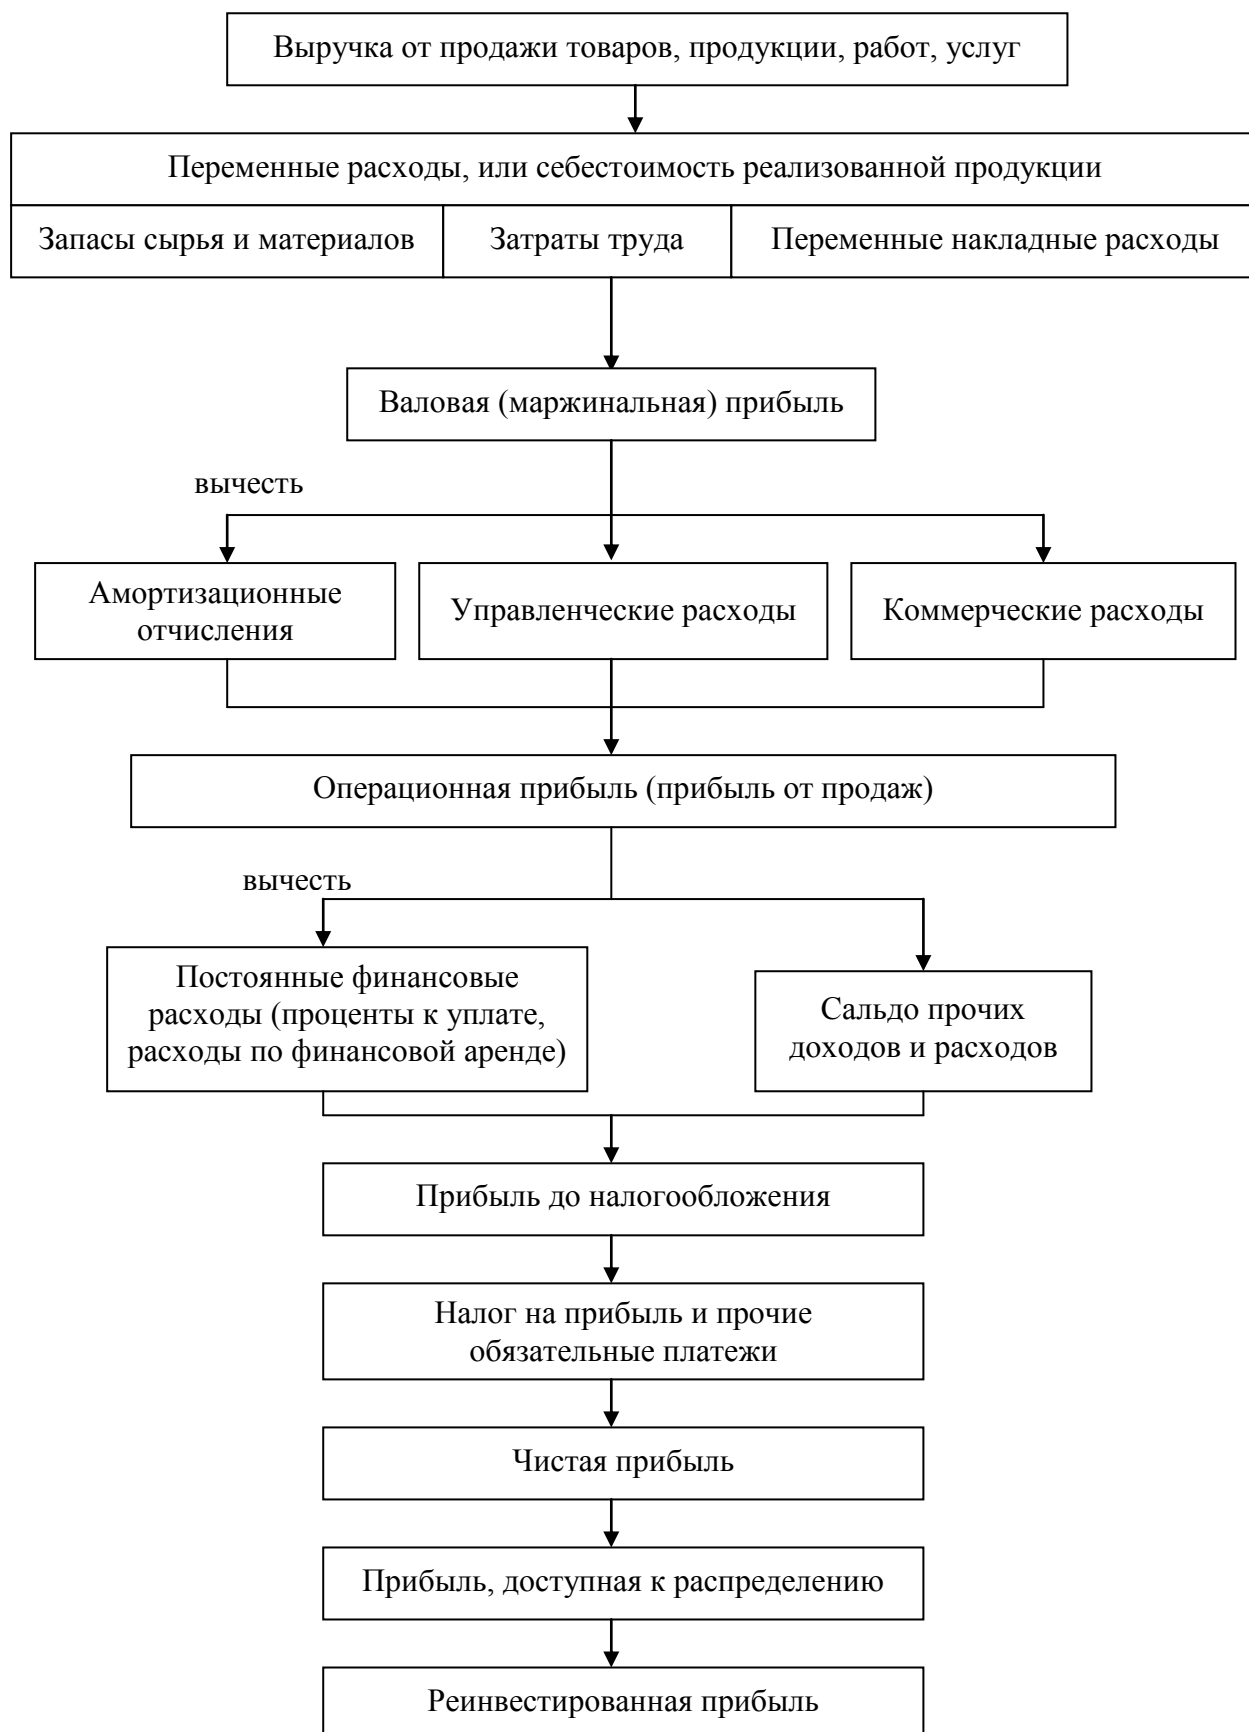 Выручка от продажи товаров, продукции, работ, услуг
Переменные расходы, или себестоимость реализованной продукции
Запасы сырья и материалов
Затраты труда
Переменные накладные расходы
Валовая (маржинальная) прибыль
вычесть
Амортизационные
отчисления
Управленческие расходы
Коммерческие расходы
Операционная прибыль (прибыль от продаж)
вычесть
Постоянные финансовые
расходы (проценты к уплате,
расходы по финансовой аренде)
Сальдо прочих
доходов и расходов
Прибыль до налогообложения
Налог на прибыль и прочие
обязательные платежи
Чистая прибыль
Прибыль, доступная к распределению
Реинвестированная прибыль